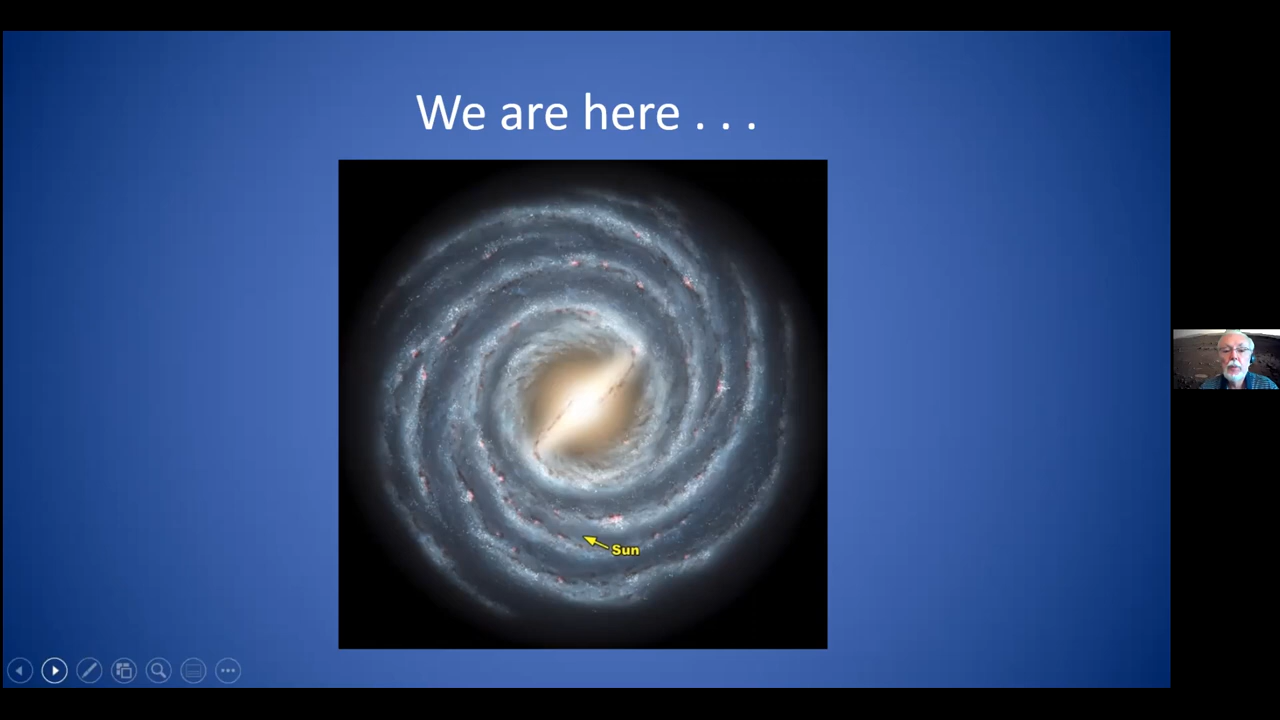 We are here . . .
Sun